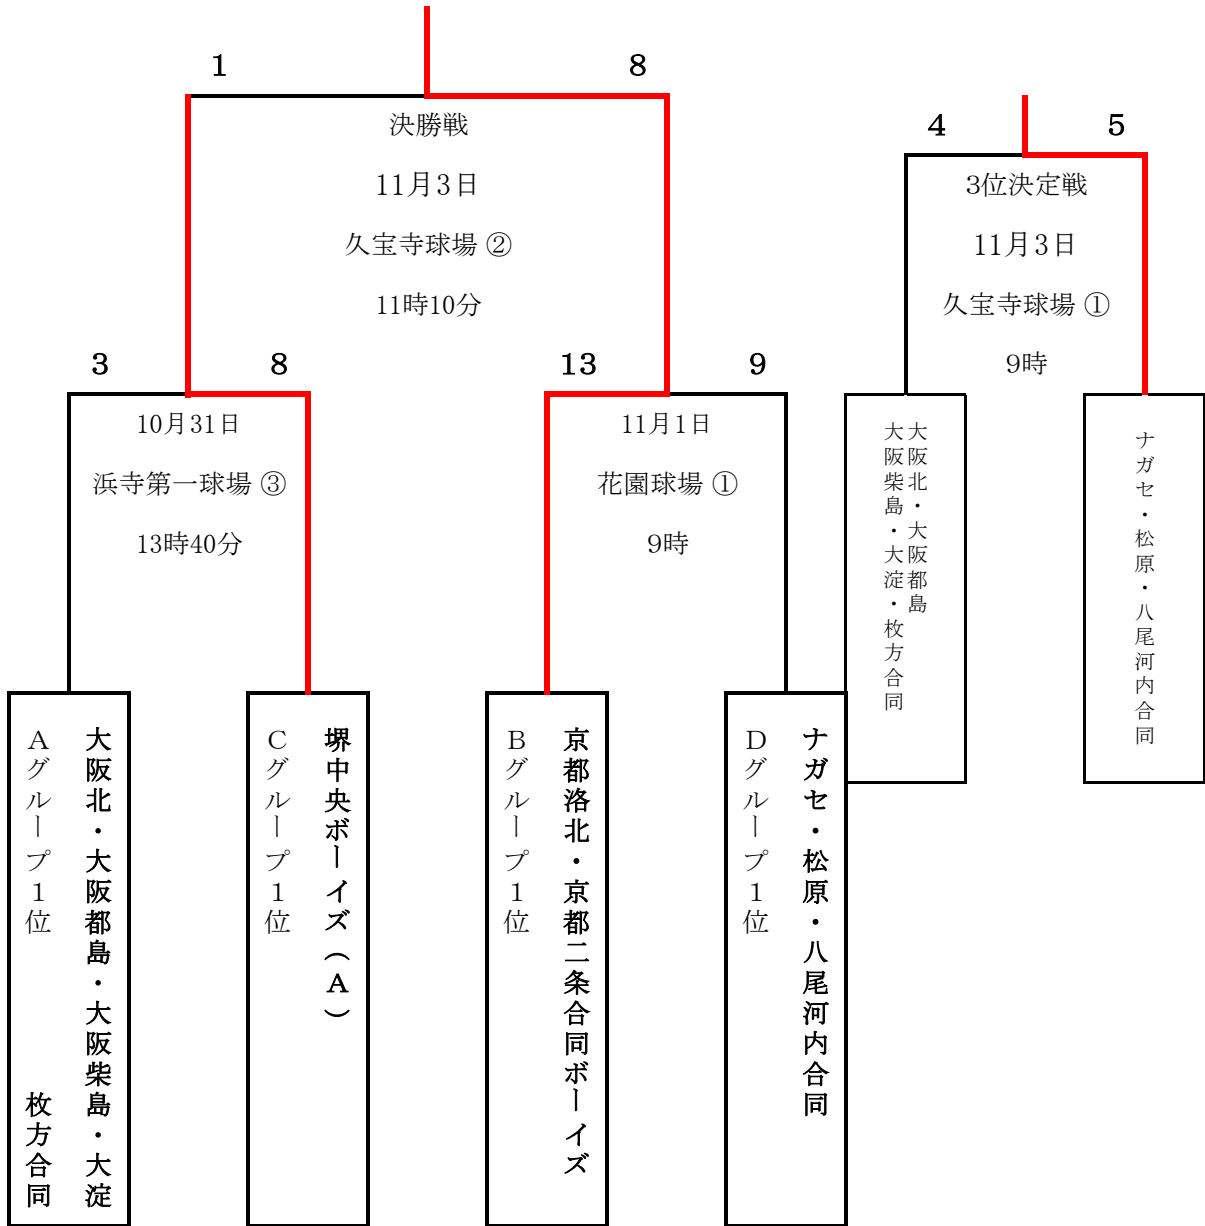 1 8
決勝戦
11月3日
久宝寺球場 ②
11時10分
4 5
3位決定戦
11月3日
久宝寺球場 ①
9時
3 8
10月31日
浜寺第一球場 ③
13時40分
13 9
11月1日
花園球場 ①
9時
大阪北・大阪都島
大阪柴島・大淀・枚方合同
ナガセ・松原・八尾河内合同
大阪北・大阪都島・大阪柴島・大淀
Aグループ1位 枚方合同
堺中央ボーイズ(A)
Cグループ1位
京都洛北・京都二条合同ボーイズ
Bグループ1位
ナガセ・松原・八尾河内合同
Dグループ1位